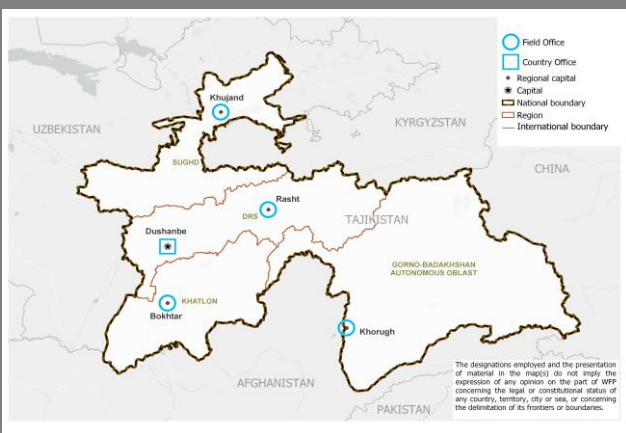 Field Office
Country Office
Regional capital
Capital
National boundary
Region
International boundary
Khujand
UZBEKISTAN
KYRGYZSTAN
SUGHD
CHINA
Rasht
DRS
TAJIKISTAN
Dushanbe
GORNO-BADAKHSHAN
AUTONOMOUS OBLAST
KHATLON
Bokhtar
Khorugh
The designations employed and the presentation
of material in the map(s) do not imply the
expression of any opinion on the part of WFP
concerning the legal or constitutional status of
any country, territory, city or sea, or concerning
the delimitation of its frontiers or boundaries.
AFGHANISTAN
PAKISTAN